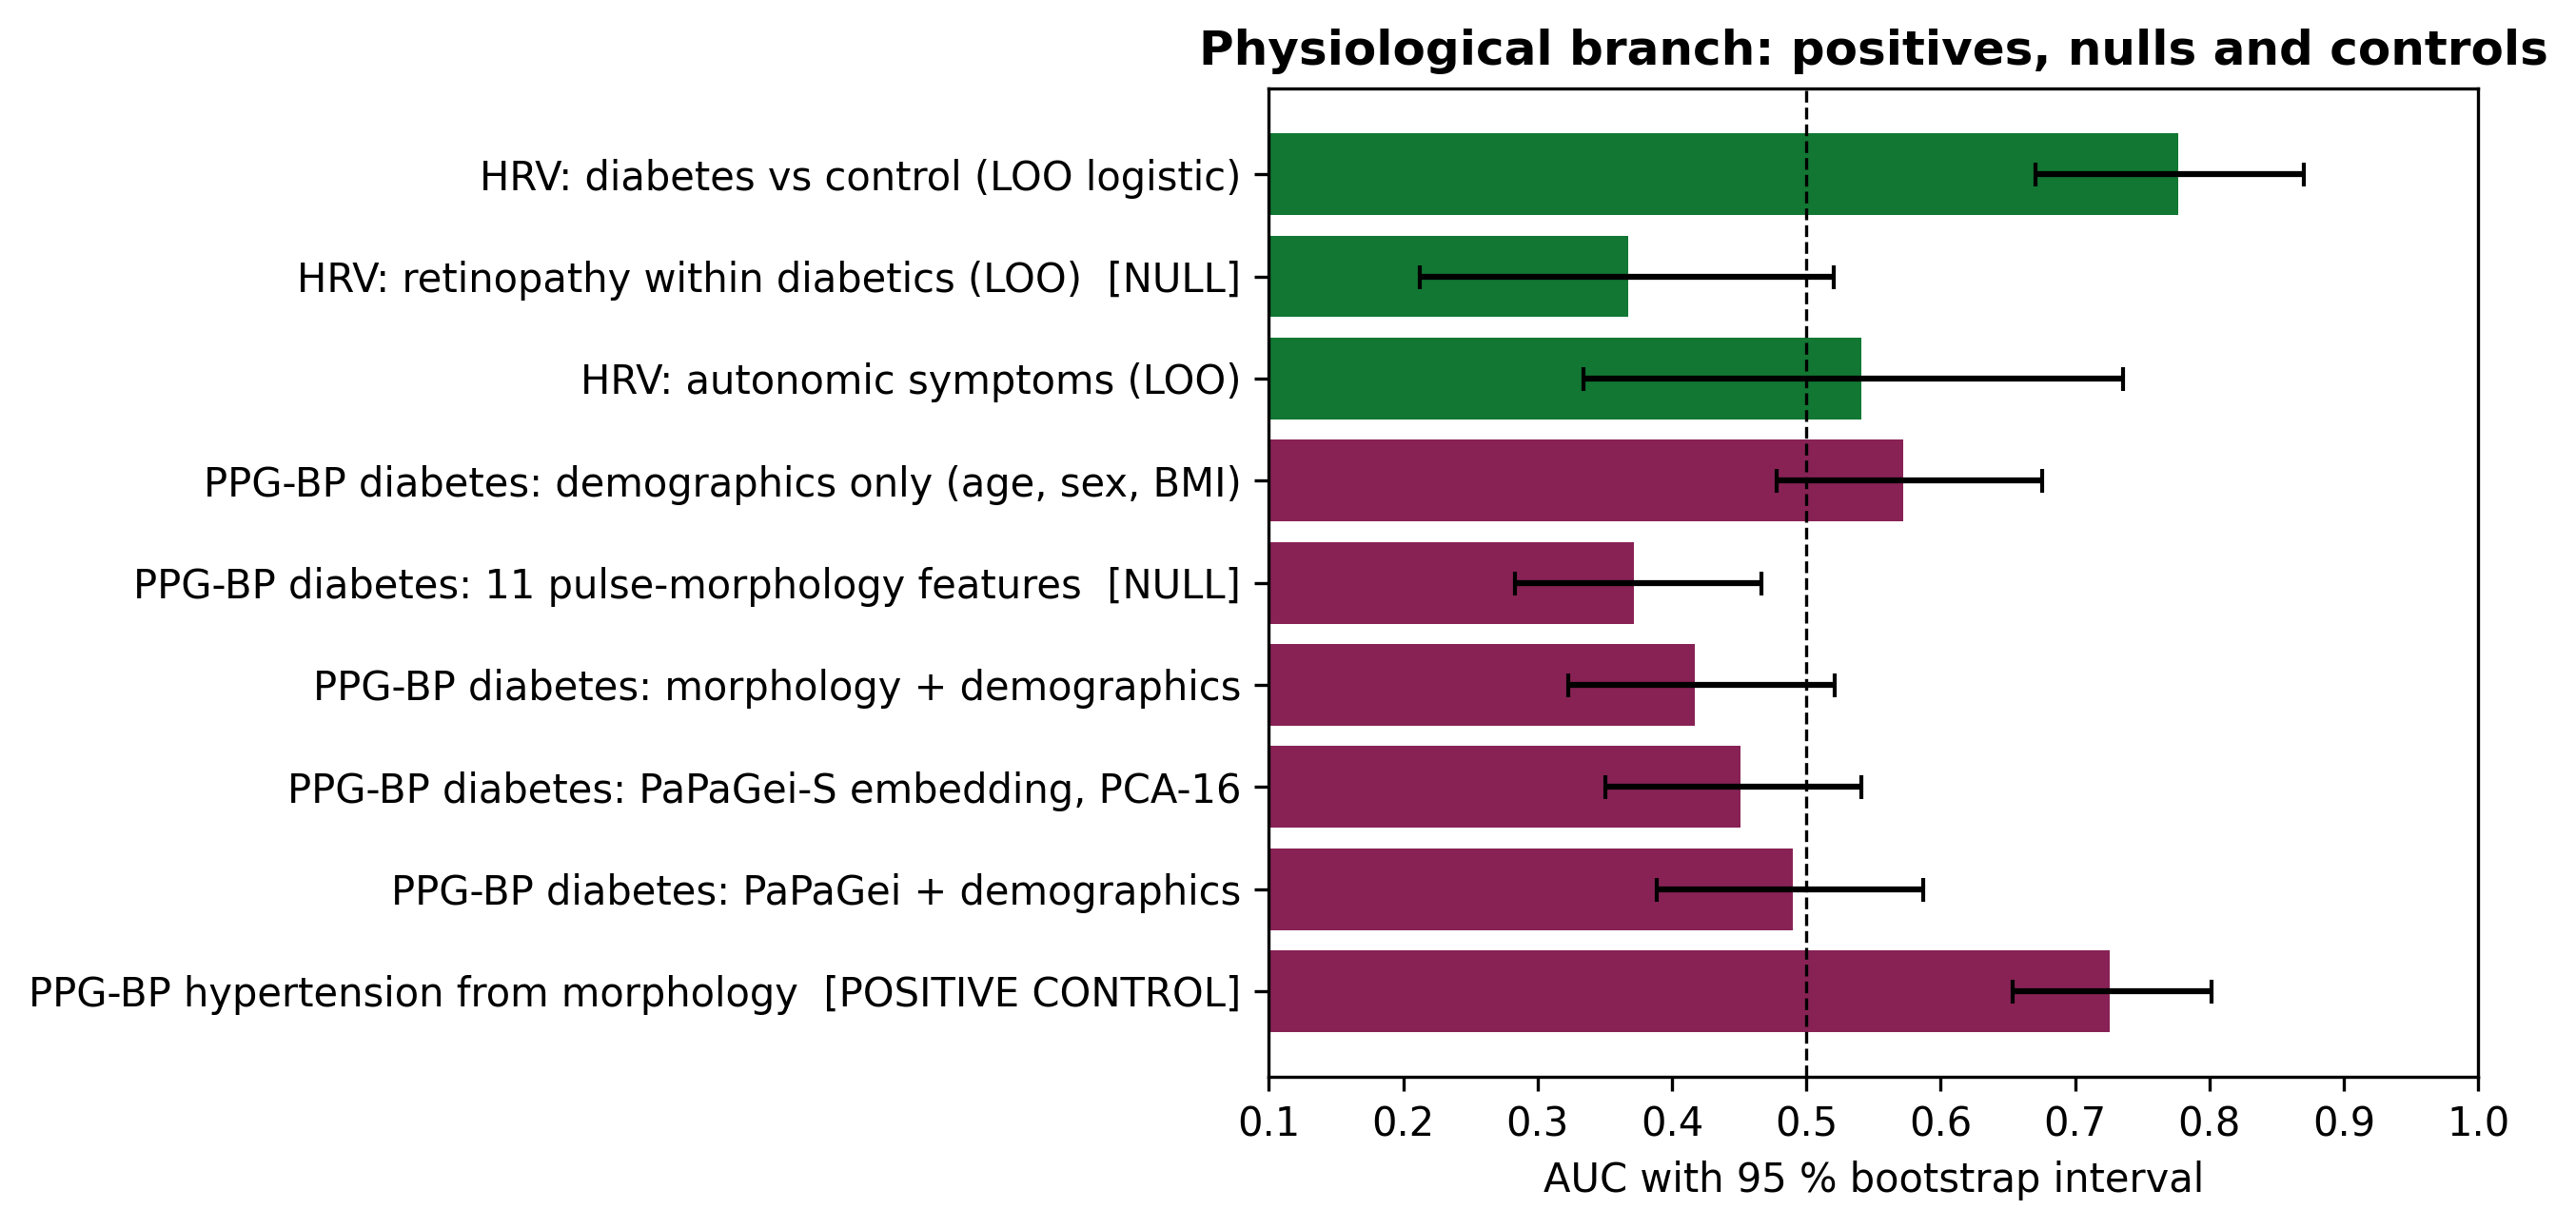 Physiological branch: positives, nulls and controls
HRV: diabetes vs control (LOO logistic)
HRV: retinopathy within diabetics (LOO)  [NULL]
HRV: autonomic symptoms (LOO)
PPG-BP diabetes: demographics only (age, sex, BMI)
PPG-BP diabetes: 11 pulse-morphology features  [NULL]
PPG-BP diabetes: morphology + demographics
PPG-BP diabetes: PaPaGei-S embedding, PCA-16
PPG-BP diabetes: PaPaGei + demographics
PPG-BP hypertension from morphology  [POSITIVE CONTROL]
0.1 0.2 0.3 0.4 0.5 0.6 0.7 0.8 0.9 1.0
AUC with 95 % bootstrap interval